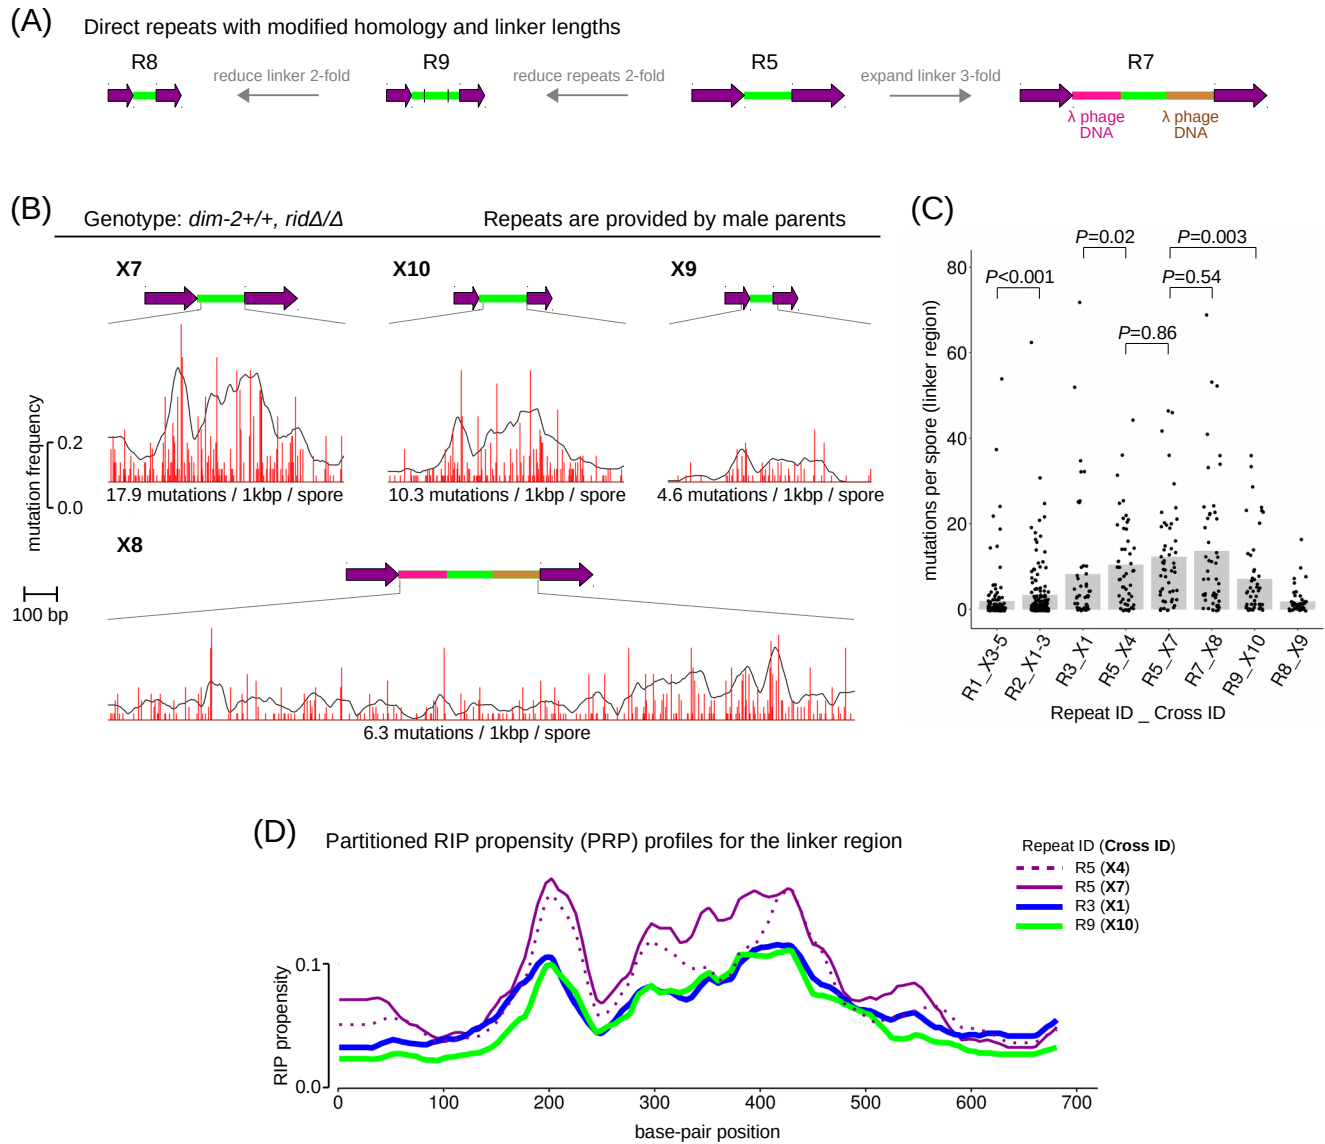 (A) Direct repeats with modified homology and linker lengths
R8 R9 R5 R7
reduce linker 2-fold reduce repeats 2-fold expand linker 3-fold
λ phage DNA λ phage DNA
(B) Genotype: dim-2+/+, ridΔ/Δ Repeats are provided by male parents
X7 X10 X9
mutation frequency
0.2
0.0
17.9 mutations / 1kbp / spore 10.3 mutations / 1kbp / spore 4.6 mutations / 1kbp / spore
X8
100 bp
6.3 mutations / 1kbp / spore
(C)
P=0.02 P=0.003
P<0.001 P=0.54
P=0.86
mutations per spore (linker region)
80
60
40
20
0
R1_X3-5 R2_X1-3 R3_X1 R5_X4 R5_X7 R7_X8 R9_X10 R8_X9
Repeat ID _ Cross ID
(D) Partitioned RIP propensity (PRP) profiles for the linker region
Repeat ID (Cross ID)
R5 (X4)
R5 (X7)
R3 (X1)
R9 (X10)
RIP propensity
0.1
0.0
0 100 200 300 400 500 600 700
base-pair position